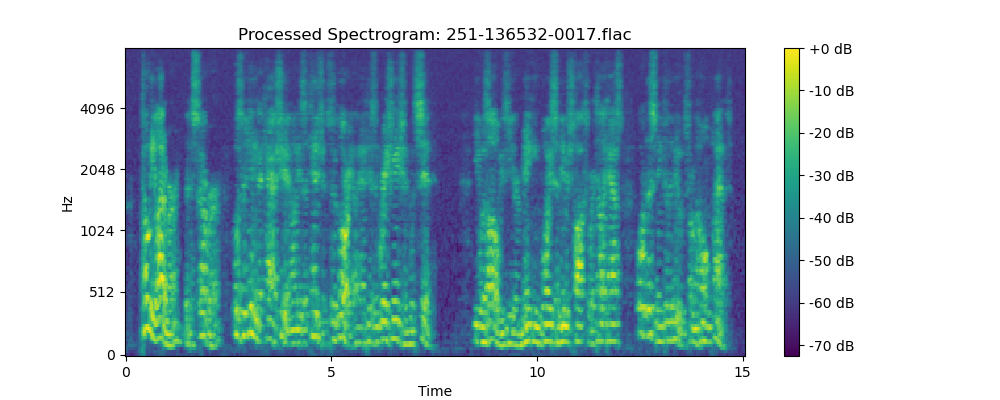 Processed Spectrogram: 251-136532-0017.flac
Hz
4096
2048
1024
512
0
0
5
10
15
Time
+0 dB
-10 dB
-20 dB
-30 dB
-40 dB
-50 dB
-60 dB
-70 dB